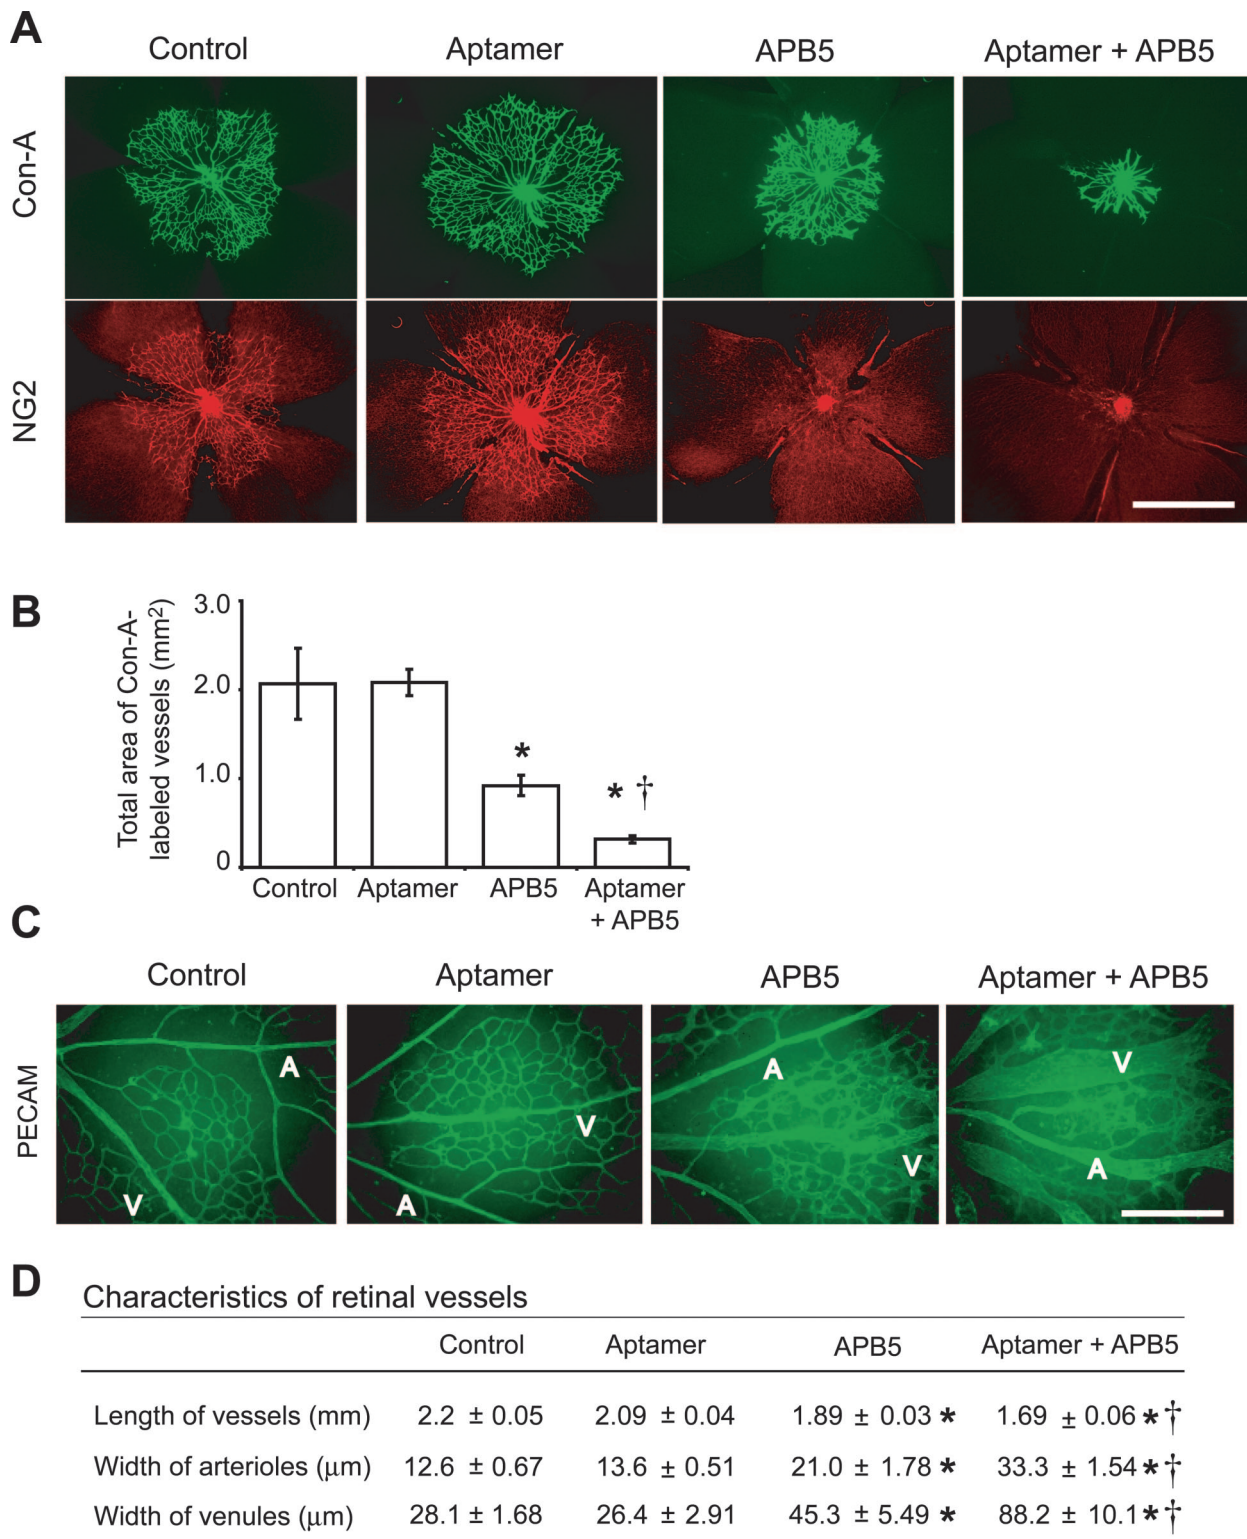 A
Control Aptamer APB5 Aptamer + APB5
Con-A
NG2
B
Total area of Con-A-
labeled vessels (mm²)
3.0
2.0
1.0
0
*
* †
Control Aptamer APB5 Aptamer
+ APB5
C
Control Aptamer APB5 Aptamer + APB5
PECAM
A V
V A
A V
V A
D
Characteristics of retinal vessels
Control Aptamer APB5 Aptamer + APB5
Length of vessels (mm) 2.2 ± 0.05 2.09 ± 0.04 1.89 ± 0.03 * 1.69 ± 0.06 * †
Width of arterioles (µm) 12.6 ± 0.67 13.6 ± 0.51 21.0 ± 1.78 * 33.3 ± 1.54 * †
Width of venules (µm) 28.1 ± 1.68 26.4 ± 2.91 45.3 ± 5.49 * 88.2 ± 10.1 * †